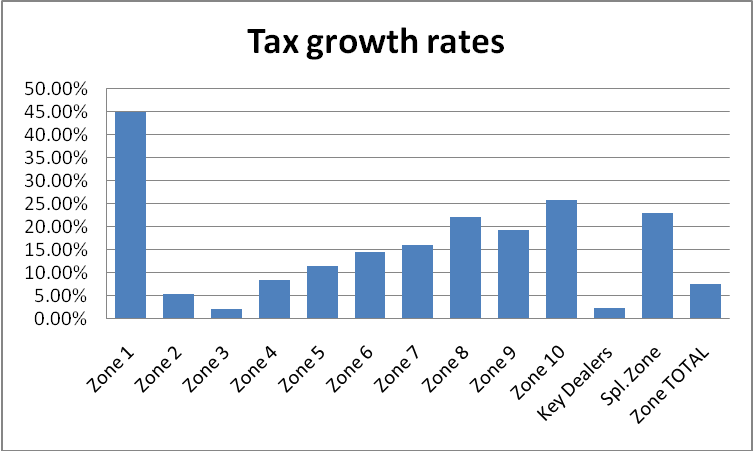 Tax growth rates
50.00%
45.00%
40.00%
35.00%
30.00%
25.00%
20.00%
15.00%
10.00%
5.00%
0.00%
Zone 1
Zone 2
Zone 3
Zone 4
Zone 5
Zone 6
Zone 7
Zone 8
Zone 9
Zone 10
Key Dealers
Spl. Zone
Zone TOTAL